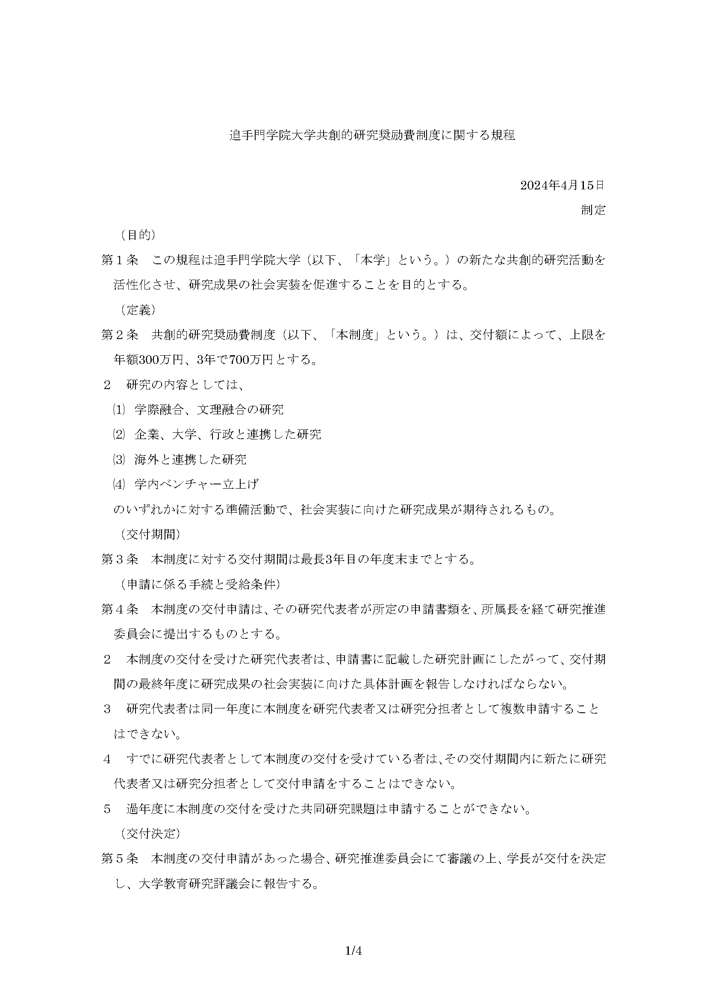 追手門学院大学共創的研究奨励費制度に関する規程
2024年4月15日
制定
（目的）
第１条　この規程は追手門学院大学（以下、「本学」という。）の新たな共創的研究活動を
活性化させ、研究成果の社会実装を促進することを目的とする。
（定義）
第２条　共創的研究奨励費制度（以下、「本制度」という。）は、交付額によって、上限を
年額300万円、3年で700万円とする。
２　研究の内容としては、
⑴ 学際融合、文理融合の研究
⑵ 企業、大学、行政と連携した研究
⑶ 海外と連携した研究
⑷ 学内ベンチャー立上げ
のいずれかに対する準備活動で、社会実装に向けた研究成果が期待されるもの。
（交付期間）
第３条　本制度に対する交付期間は最長3年目の年度末までとする。
（申請に係る手続と受給条件）
第４条　本制度の交付申請は、その研究代表者が所定の申請書類を、所属長を経て研究推進
委員会に提出するものとする。
２　本制度の交付を受けた研究代表者は、申請書に記載した研究計画にしたがって、交付期
間の最終年度に研究成果の社会実装に向けた具体計画を報告しなければならない。
３　研究代表者は同一年度に本制度を研究代表者又は研究分担者として複数申請すること
はできない。
４　すでに研究代表者として本制度の交付を受けている者は、その交付期間内に新たに研究
代表者又は研究分担者として交付申請をすることはできない。
５　過年度に本制度の交付を受けた共同研究課題は申請することができない。
（交付決定）
第５条　本制度の交付申請があった場合、研究推進委員会にて審議の上、学長が交付を決定
し、大学教育研究評議会に報告する。
1/4